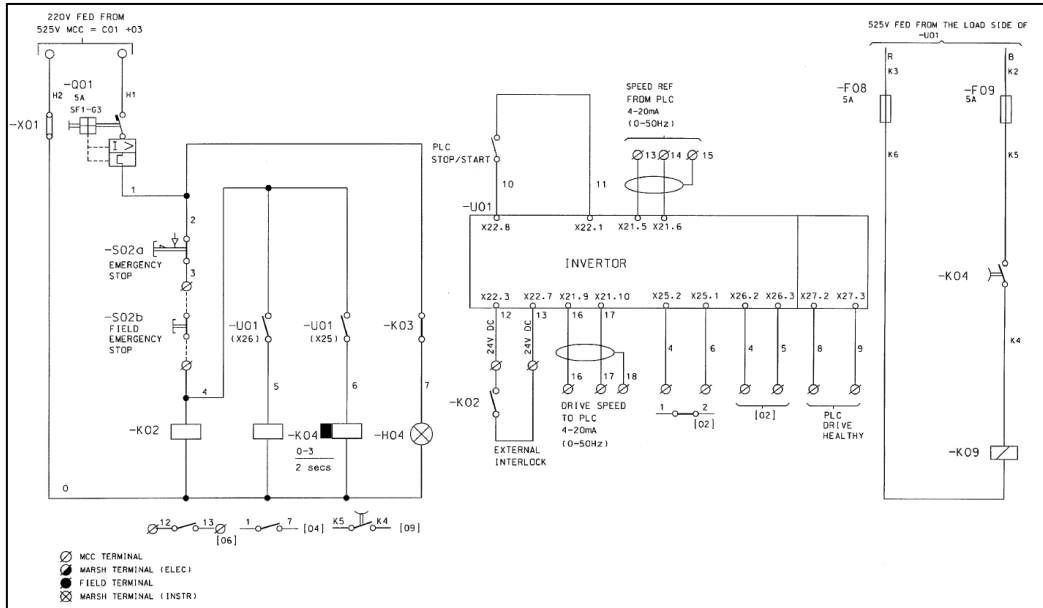 220V FED FROM
525V MCC = C01 +03
H2
H1
-Q01
5A
SF1-G3
-X01
I >
1
2
-S02a
EMERGENCY
STOP
3
-S02b
FIELD
EMERGENCY
STOP
4
-U01
(X26)
-U01
(X25)
-K03
5
6
7
-K02
-K04
0-3
2 secs
-H04
0
12
13
[06]
1
7
[04]
K5
K4
[09]
MCC TERMINAL
MARSH TERMINAL (ELEC)
FIELD TERMINAL
MARSH TERMINAL (INSTR)
PLC
STOP/START
10
11
SPEED REF
FROM PLC
4-20mA
(0-50Hz)
13
14
15
-U01
X22.8
X22.1
X21.5
X21.6
INVERTOR
X22.3
X22.7
X21.9
X21.10
X25.2
X25.1
X26.2
X26.3
X27.2
X27.3
12
13
16
17
24V DC
24V DC
4
6
4
5
8
9
16
17
18
-K02
EXTERNAL
INTERLOCK
DRIVE SPEED
TO PLC
4-20mA
(0-50Hz)
1
2
[02]
[02]
PLC
DRIVE
HEALTHY
525V FED FROM THE LOAD SIDE OF
-U01
R
B
K3
K2
-F08
5A
-F09
5A
K6
K5
-K04
K4
-K09